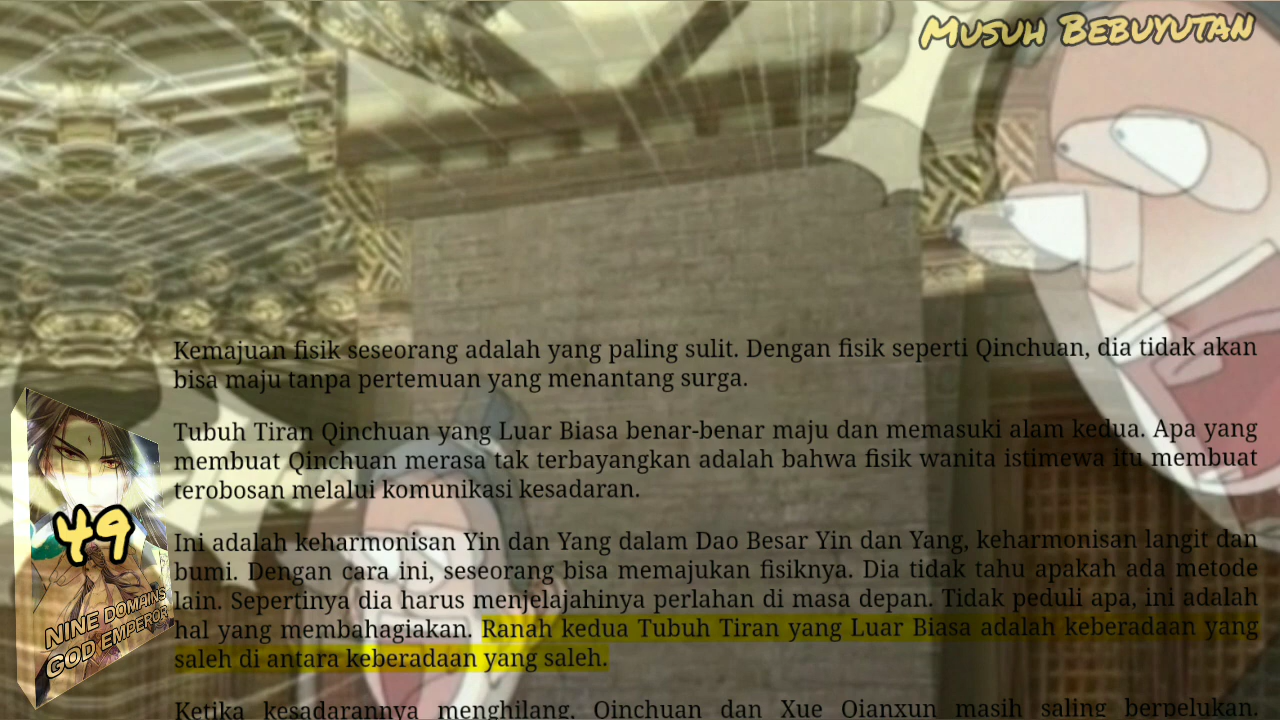 Musuh Bebuyutan
Kemajuan fisik seseorang adalah yang paling sulit. Dengan fisik seperti Qinchuan, dia tidak akan
bisa maju tanpa pertemuan yang menantang surga.
Tubuh Tiran Qinchuan yang Luar Biasa benar-benar maju dan memasuki alam kedua. Apa yang
membuat Qinchuan merasa tak terbayangkan adalah bahwa fisik wanita istimewa itu membuat
terobosan melalui komunikasi kesadaran.
Ini adalah keharmonisan Yin dan Yang dalam Dao Besar Yin dan Yang, keharmonisan langit dan
bumi. Dengan cara ini, seseorang bisa memajukan fisiknya. Dia tidak tahu apakah ada metode
lain. Sepertinya dia harus menjelajahinya perlahan di masa depan. Tidak peduli apa, ini adalah
hal yang membahagiakan. Ranah kedua Tubuh Tiran yang Luar Biasa adalah keberadaan yang
saleh di antara keberadaan yang saleh.
Ketika kesadarannya menghilang, Qinchuan dan Xue Qianxun masih saling berpelukan.
49
NINE DOMAINS
GOD EMPEROR